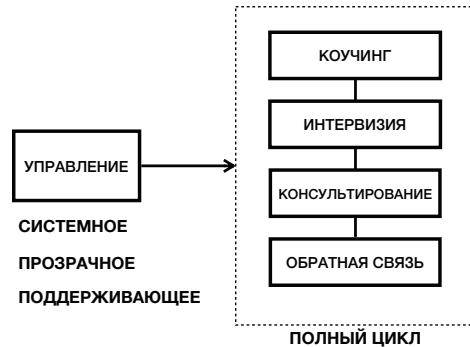 УПРАВЛЕНИЕ
СИСТЕМНОЕ
ПРОЗРАЧНОЕ
ПОДДЕРЖИВАЮЩЕЕ
КОУЧИНГ
ИНТЕРВИЗИЯ
КОНСУЛЬТИРОВАНИЕ
ОБРАТНАЯ СВЯЗЬ
ПОЛНЫЙ ЦИКЛ